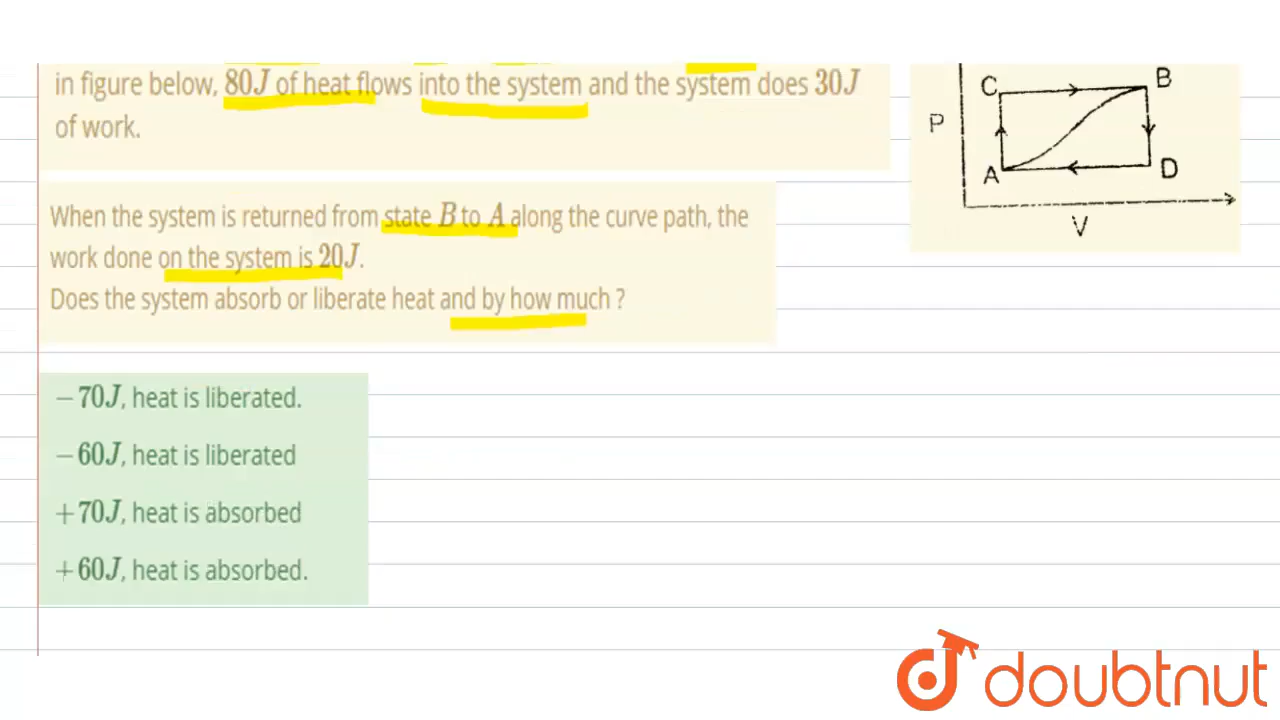 in figure below, 80J of heat flows into the system and the system does 30J
of work.
C
B
P
A
D
V
When the system is returned from state B to A along the curve path, the
work done on the system is 20J.
Does the system absorb or liberate heat and by how much ?
−70J, heat is liberated.
−60J, heat is liberated
+70J, heat is absorbed
+60J, heat is absorbed.
doubtnut